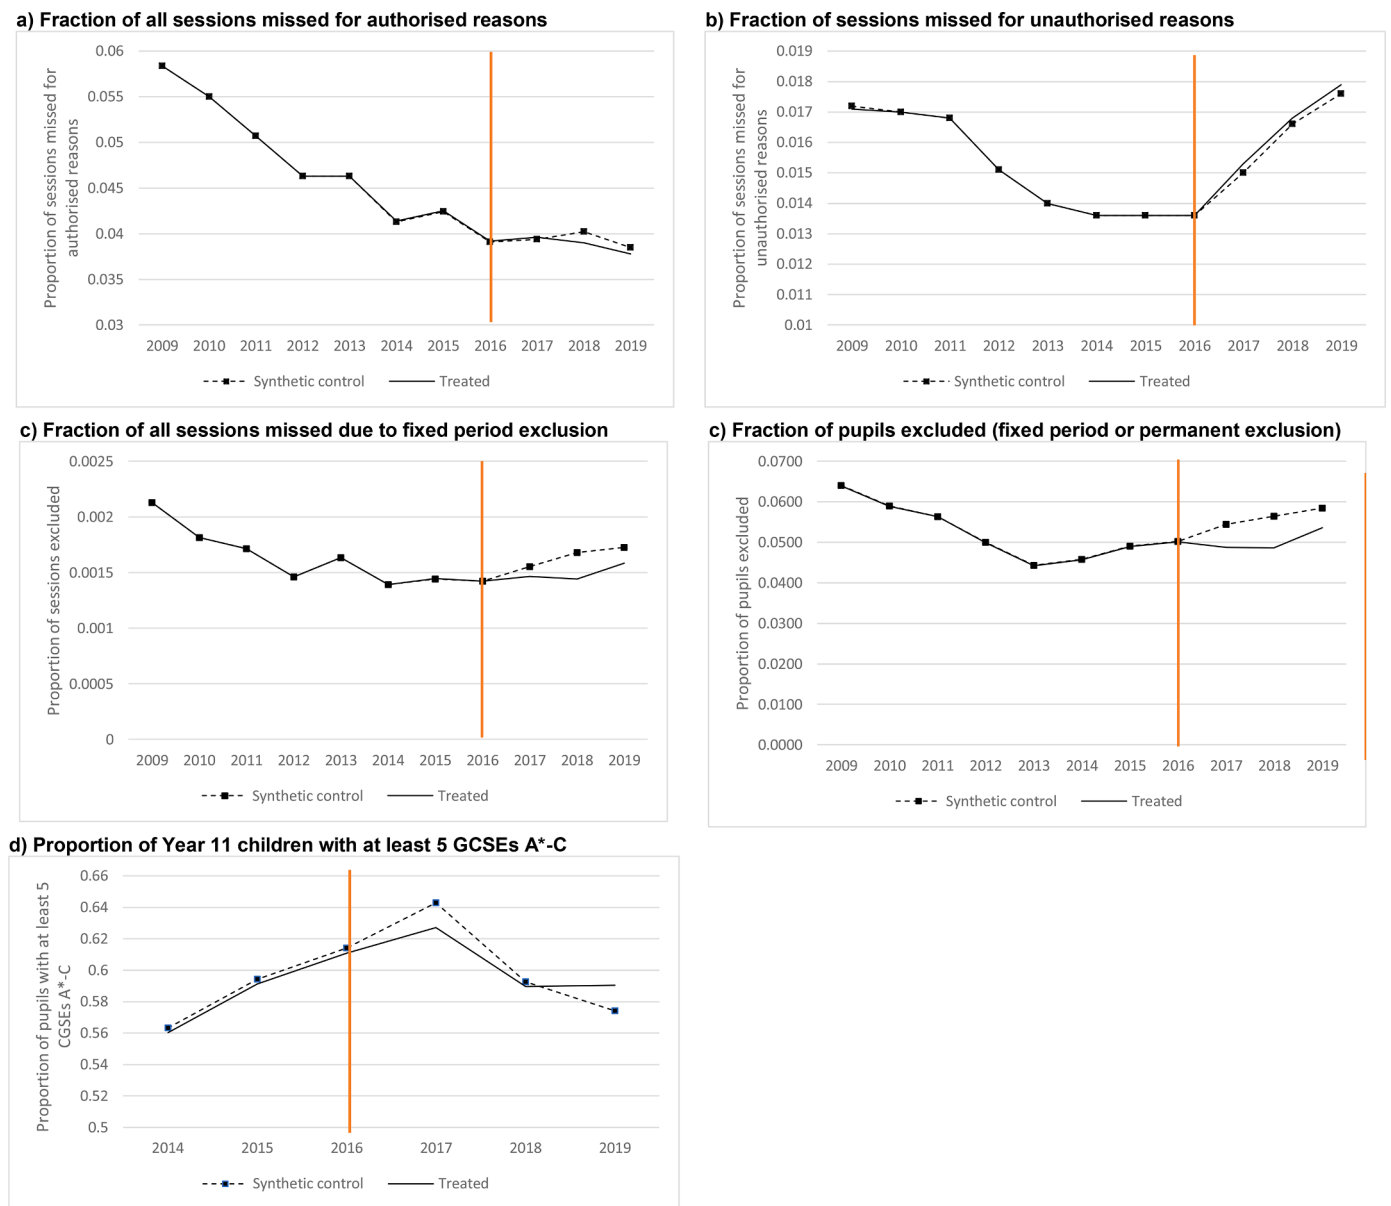 a) Fraction of all sessions missed for authorised reasons
Proportion of sessions missed for
authorised reasons
0.06
0.055
0.05
0.045
0.04
0.035
0.03
2009 2010 2011 2012 2013 2014 2015 2016 2017 2018 2019
Synthetic control Treated
b) Fraction of sessions missed for unauthorised reasons
Proportion of sessions missed for
unauthorised reasons
0.019
0.018
0.017
0.016
0.015
0.014
0.013
0.012
0.011
0.01
2009 2010 2011 2012 2013 2014 2015 2016 2017 2018 2019
Synthetic control Treated
c) Fraction of all sessions missed due to fixed period exclusion
Proportion of sessions excluded
0.0025
0.002
0.0015
0.001
0.0005
0
2009 2010 2011 2012 2013 2014 2015 2016 2017 2018 2019
Synthetic control Treated
c) Fraction of pupils excluded (fixed period or permanent exclusion)
Proportion of pupils excluded
0.0700
0.0600
0.0500
0.0400
0.0300
0.0200
0.0100
0.0000
2009 2010 2011 2012 2013 2014 2015 2016 2017 2018 2019
Synthetic control Treated
d) Proportion of Year 11 children with at least 5 GCSEs A*-C
Proportion of pupils with at least 5
CGSEs A*-C
0.66
0.64
0.62
0.6
0.58
0.56
0.54
0.52
0.5
2014 2015 2016 2017 2018 2019
Synthetic control Treated